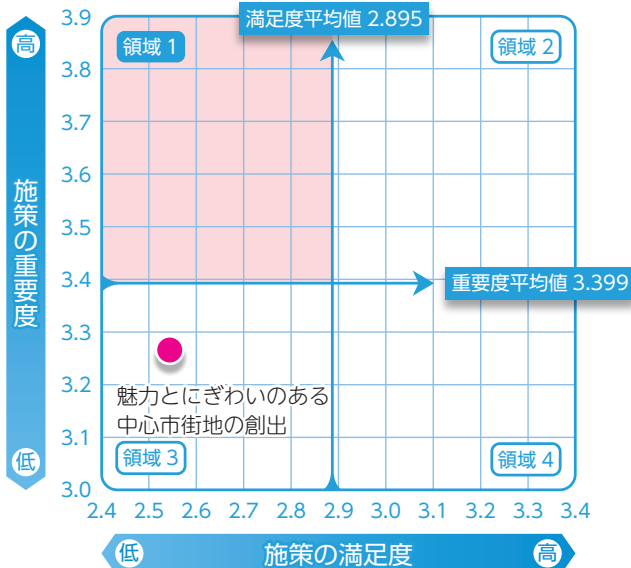 満足度平均値 2.895
高
施策の重要度
低
3.9
3.8
3.7
3.6
3.5
3.4
3.3
3.2
3.1
3.0
領域 1
領域 2
重要度平均値 3.399
魅力とにぎわいのある
中心市街地の創出
領域 3
領域 4
2.4 2.5 2.6 2.7 2.8 2.9 3.0 3.1 3.2 3.3 3.4
低 施策の満足度 高